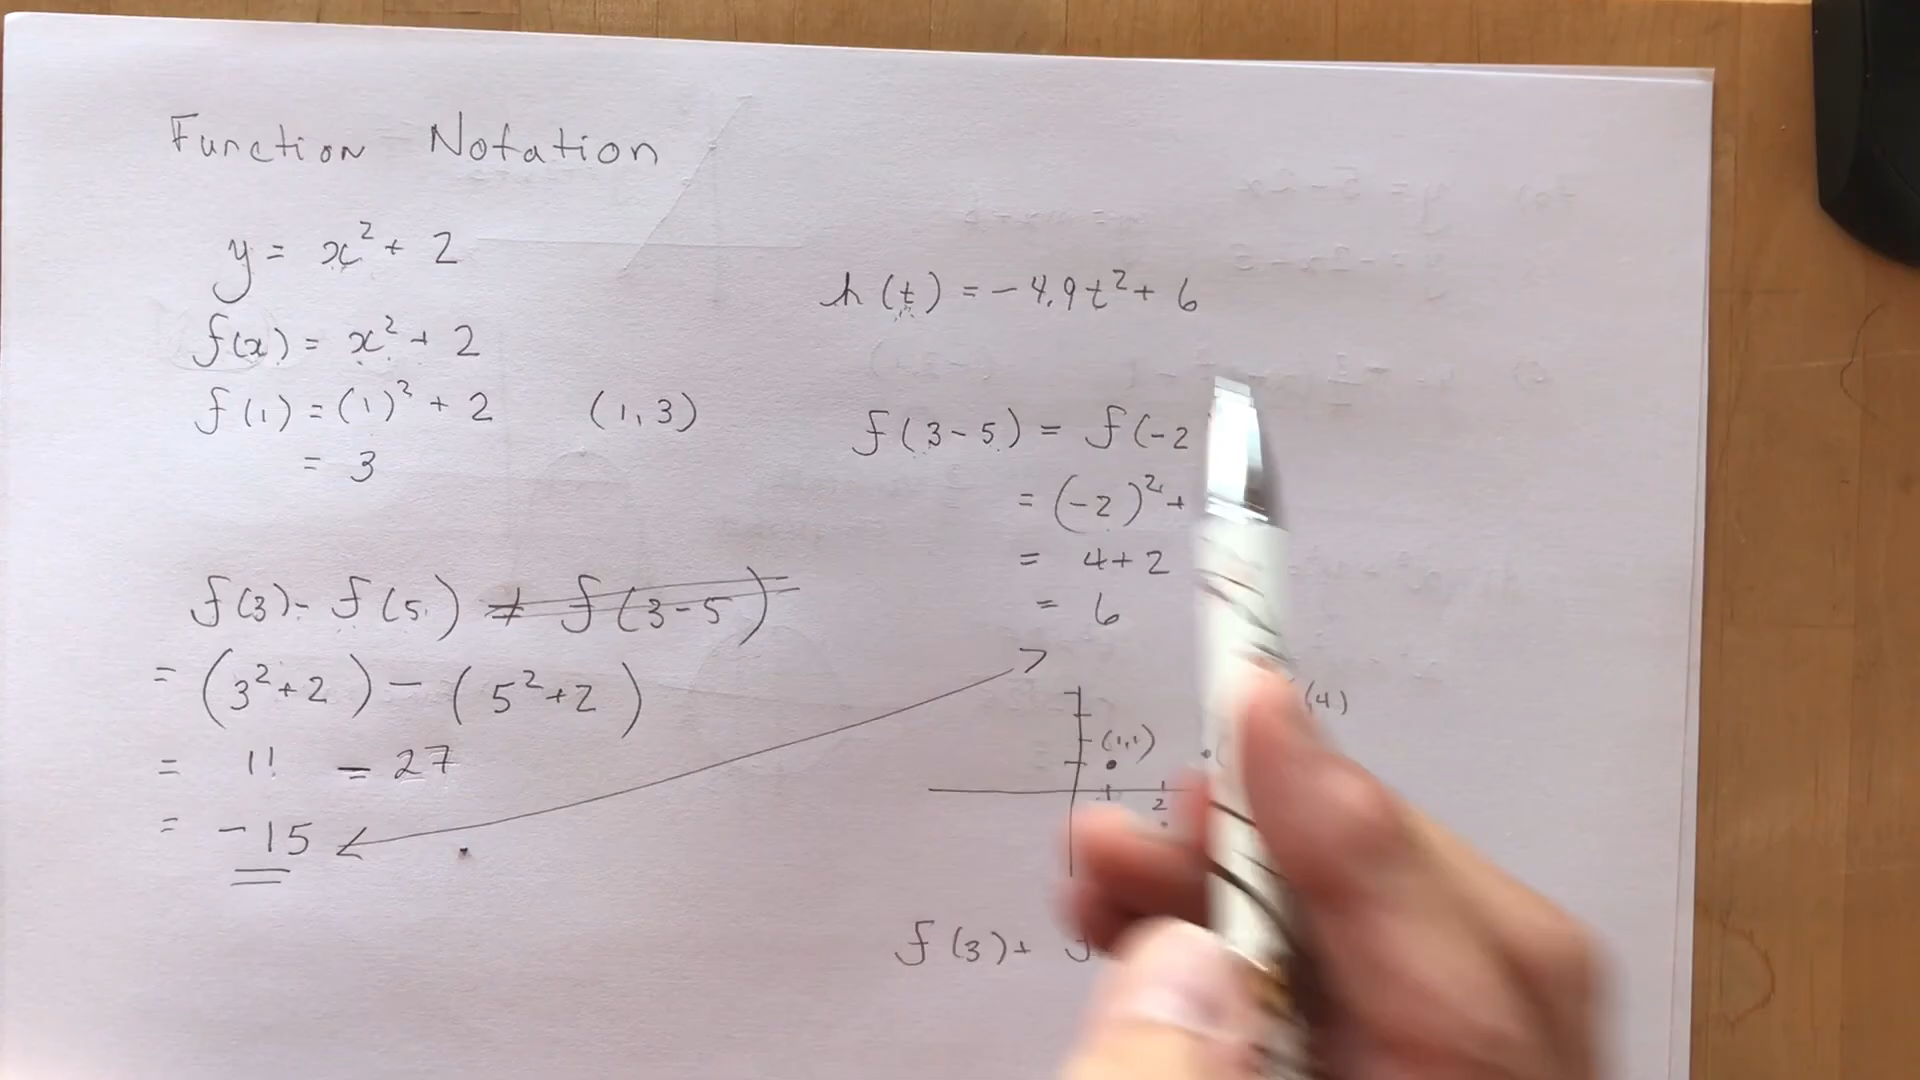 Function Notation
y = x² + 2
f(x) = x² + 2
f(1) = (1)² + 2 (1,3)
= 3
f(3) - f(5) ≠ f(3-5)
= (3²+2) - (5²+2)
= 11 - 27
= -15
h(t) = -4.9t² + 6
f(3-5) = f(-2
= (-2)² +
= 4+2
= 6
(4)
(1,1)
1 2
f(3) +